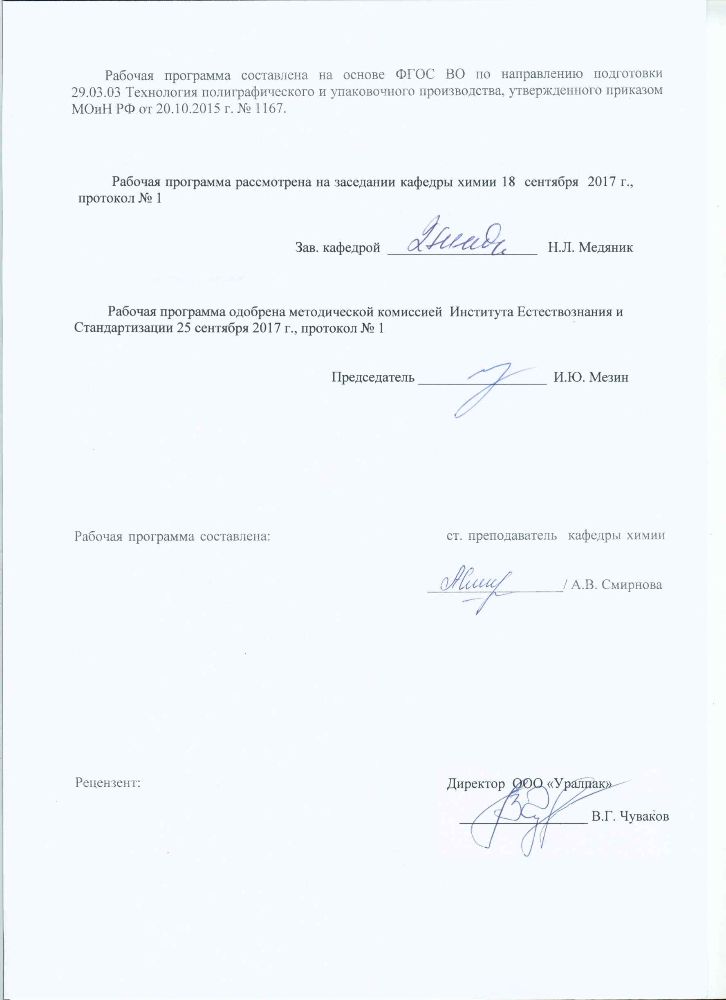 Рабочая программа составлена на основе ФГОС ВО по направлению подготовки
29.03.03 Технология полиграфического и упаковочного производства, утвержденного приказом
МОиН РФ от 20.10.2015 г. № 1167.
Рабочая программа рассмотрена на заседании кафедры химии 18 сентября 2017 г.,
протокол № 1
Зав. кафедрой ____________________ Н.Л. Медяник
Рабочая программа одобрена методической комиссией Института Естествознания и
Стандартизации 25 сентября 2017 г., протокол № 1
Председатель __________________ И.Ю. Мезин
Рабочая программа составлена: ст. преподаватель кафедры химии
___________________/ А.В. Смирнова
Рецензент: Директор ООО «Уралпак»
__________________ В.Г. Чуваков